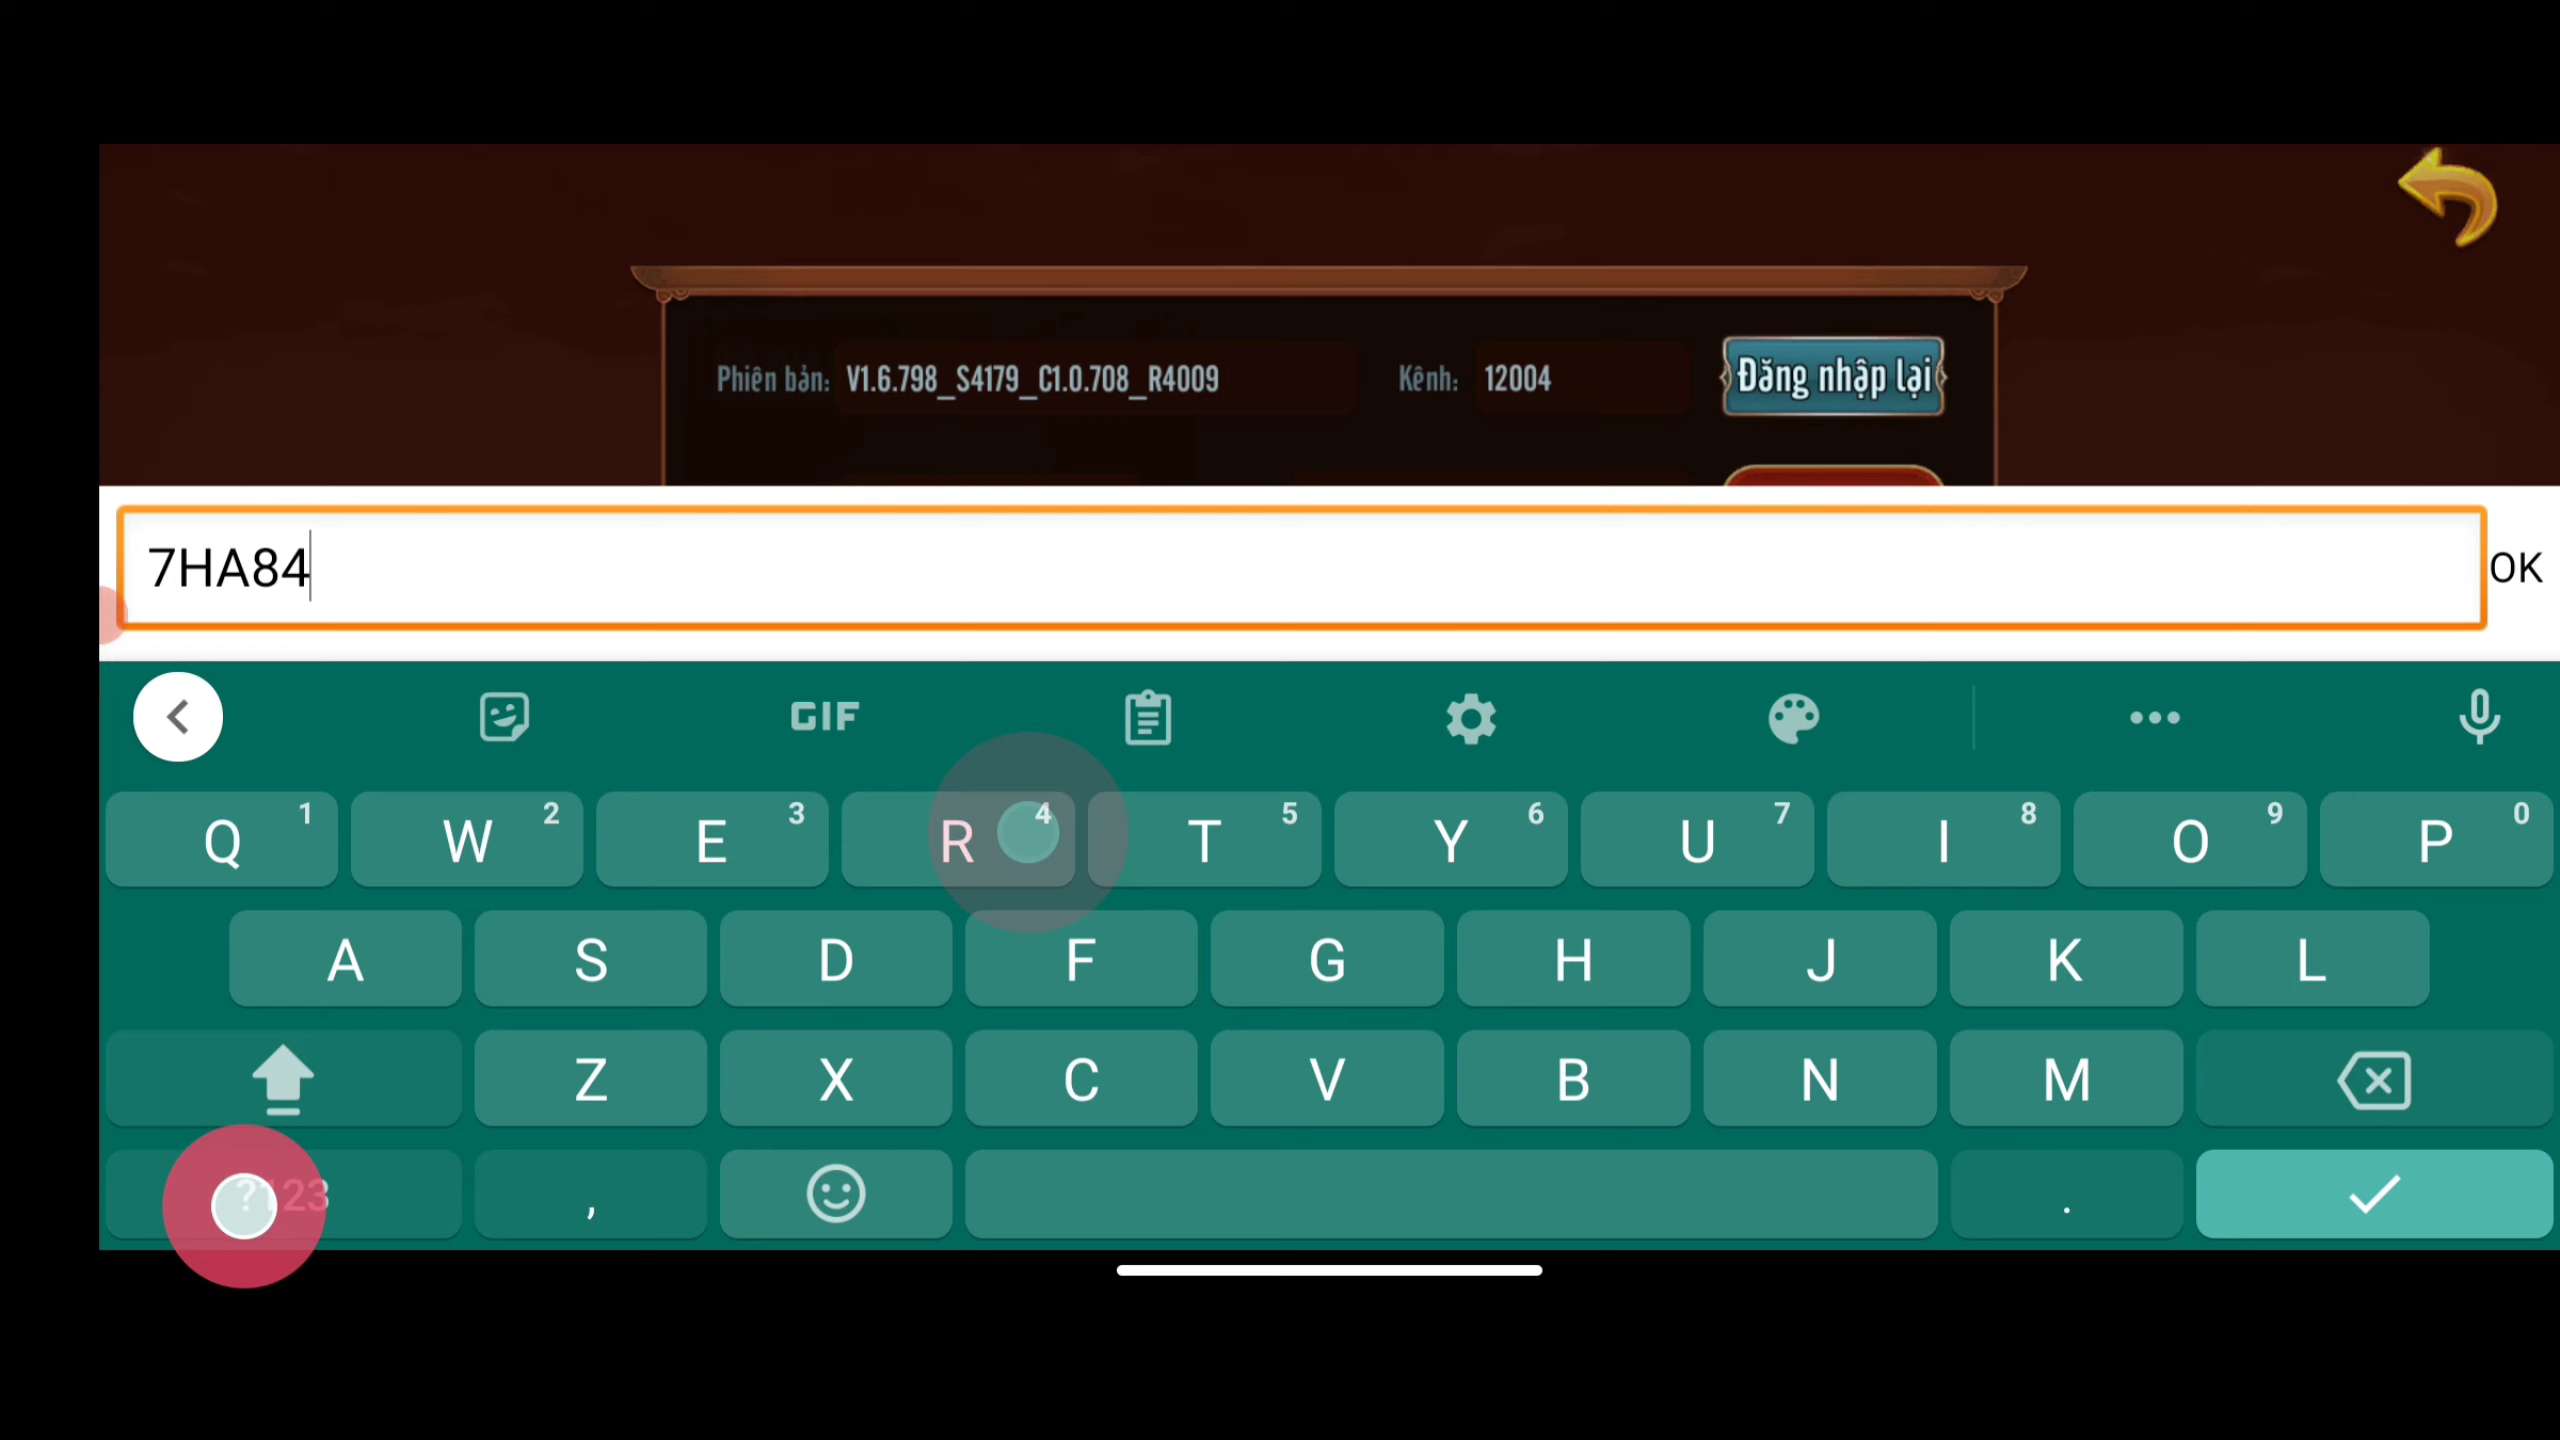 Phiên bản: V1.6.798_S4179_C1.0.708_R4009 Kênh: 12004 Đăng nhập lại
7HA84 OK
GIF
Q 1 W 2 E 3 R 4 T 5 Y 6 U 7 I 8 O 9 P 0
A S D F G H J K L
Z X C V B N M
?123 , .